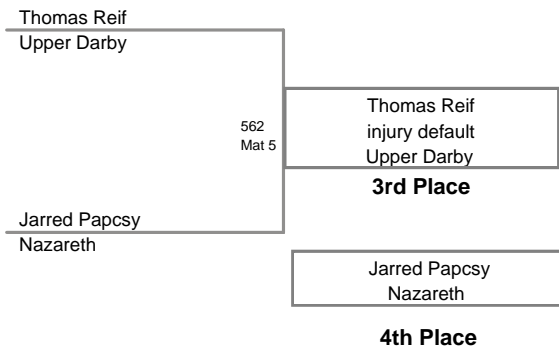 Thomas Reif
Upper Darby
562
Mat 5
Thomas Reif
injury default
Upper Darby
3rd Place
Jarred Papcsy
Nazareth
Jarred Papcsy
Nazareth
4th Place